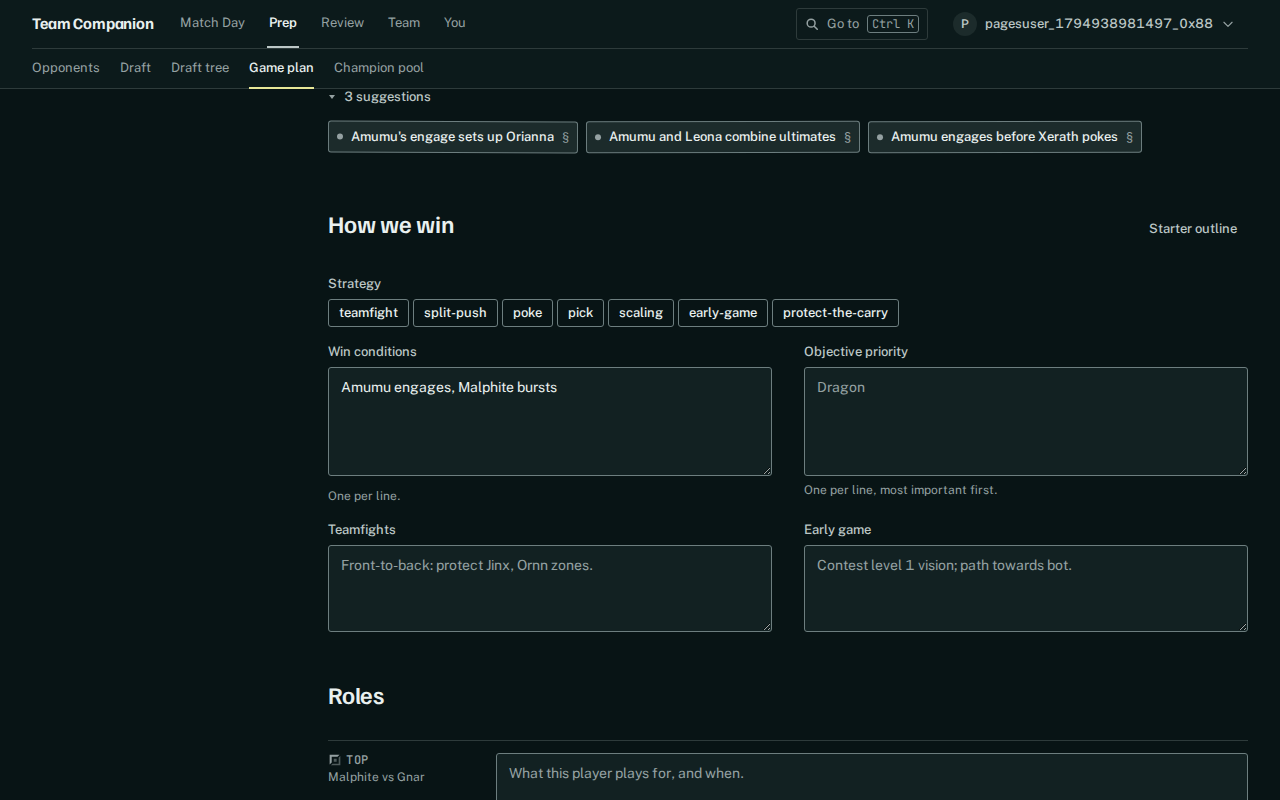 Team Companion Match Day Prep Review Team You Go to Ctrl K P pagesuser_1794938981497_0x88
Opponents Draft Draft tree Game plan Champion pool
3 suggestions
Amumu's engage sets up Orianna § Amumu and Leona combine ultimates § Amumu engages before Xerath pokes §
How we win Starter outline
Strategy
teamfight split-push poke pick scaling early-game protect-the-carry
Win conditions Objective priority
Amumu engages, Malphite bursts Dragon
One per line. One per line, most important first.
Teamfights Early game
Front-to-back: protect Jinx, Ornn zones. Contest level 1 vision; path towards bot.
Roles
TOP What this player plays for, and when.
Malphite vs Gnar